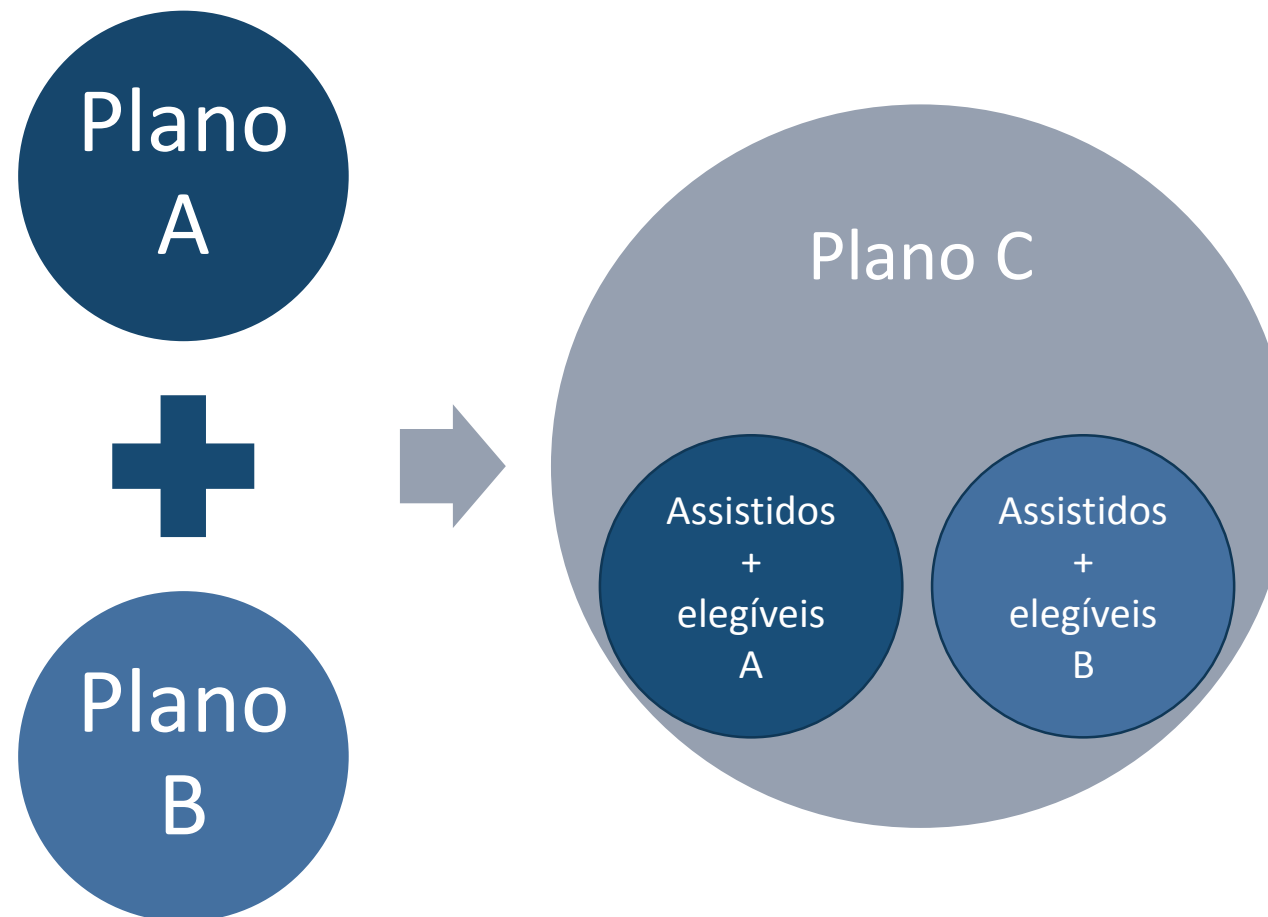 Plano
A
Plano
B
Plano C
Assistidos
+
elegíveis
A
Assistidos
+
elegíveis
B